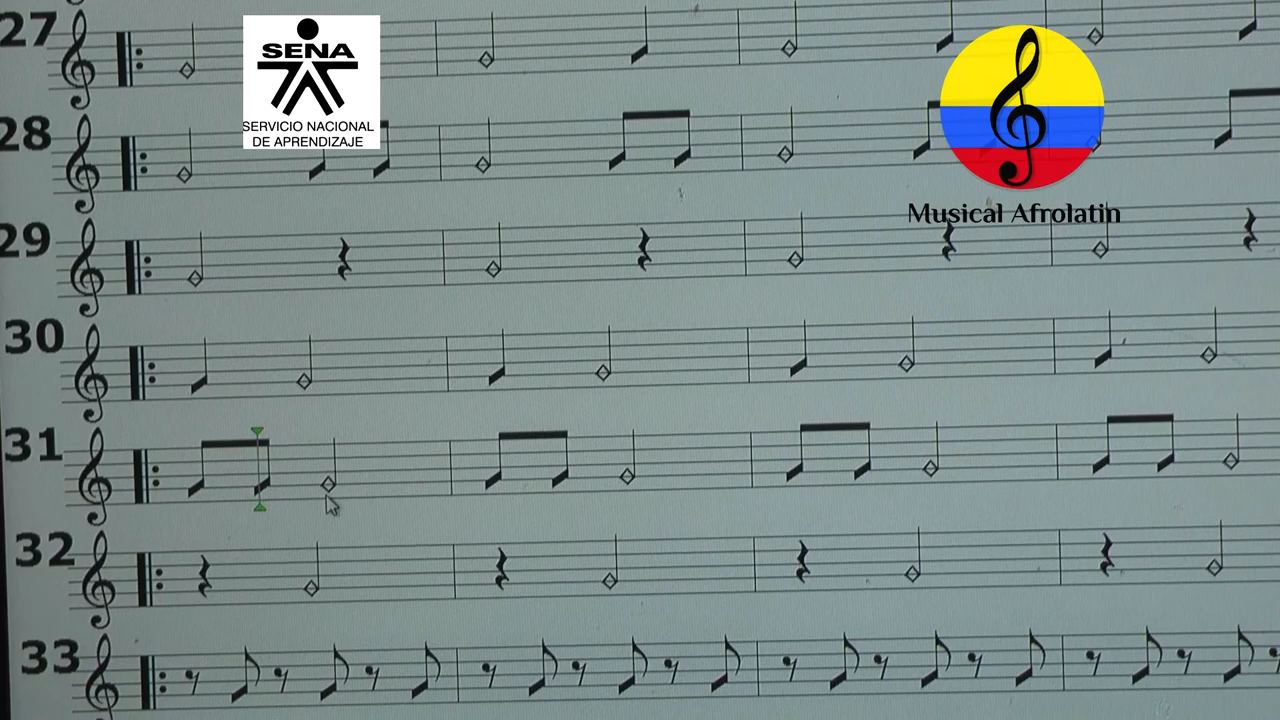 27
SENA
SERVICIO NACIONAL
DE APRENDIZAJE
28
Musical Afrolatin
29
30
31
32
33